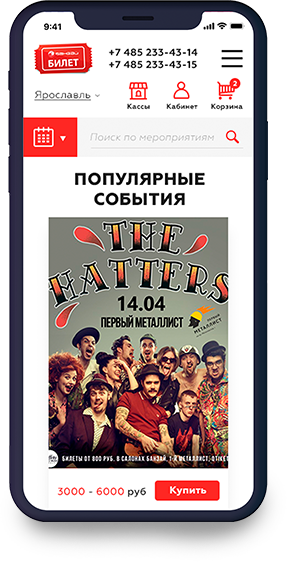 9:41
БИЛЕТ
+7 485 233-43-14
+7 485 233-43-15
Ярославль
Кассы
Кабинет
2
Корзина
Поиск по мероприятиям
ПОПУЛЯРНЫЕ
СОБЫТИЯ
THE
HATTERS
14.04
ПЕРВЫЙ МЕТАЛЛИСТ
ПЕРВЫЙ
МЕТАЛЛИСТ
БИЛЕТЫ ОТ 800 РУБ. В САЛОНАХ БАНЗАЙ, 1-Й МЕТАЛЛИСТ,
3000 - 6000 руб
Купить